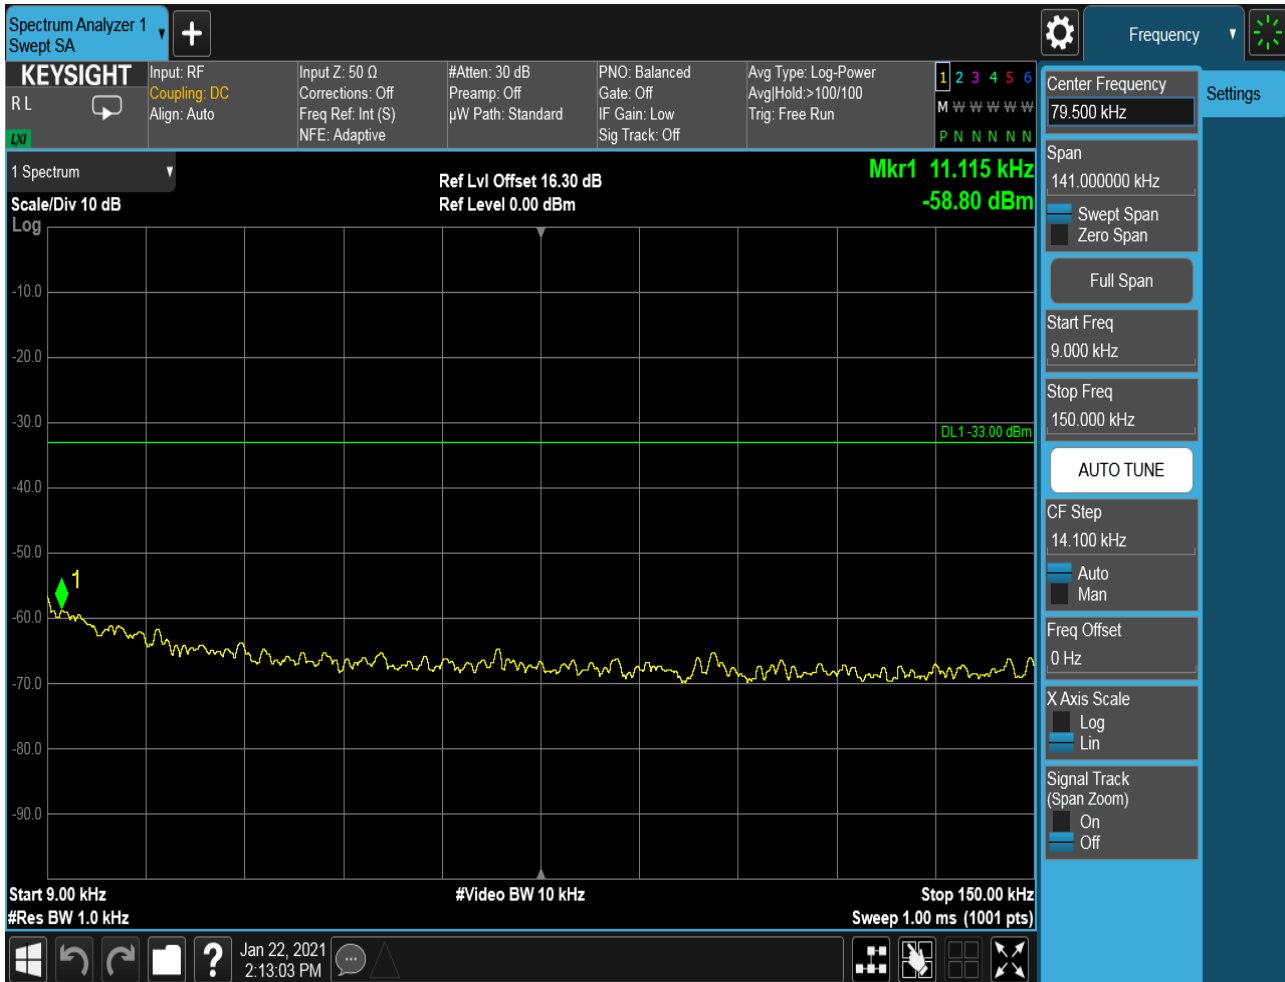 Spectrum Analyzer 1
Swept SA
Frequency
KEYSIGHT
R L
LXI
Input: RF
Coupling: DC
Align: Auto
Input Z: 50 Ω
Corrections: Off
Freq Ref: Int (S)
NFE: Adaptive
#Atten: 30 dB
Preamp: Off
µW Path: Standard
PNO: Balanced
Gate: Off
IF Gain: Low
Sig Track: Off
Avg Type: Log-Power
Avg|Hold:>100/100
Trig: Free Run
1 2 3 4 5 6
M W W W W W
P N N N N N
1 Spectrum
Scale/Div 10 dB
Log
Ref Lvl Offset 16.30 dB
Ref Level 0.00 dBm
Mkr1 11.115 kHz
-58.80 dBm
-10.0
-20.0
-30.0
DL1 -33.00 dBm
-40.0
-50.0
1
-60.0
-70.0
-80.0
-90.0
Start 9.00 kHz
#Res BW 1.0 kHz
#Video BW 10 kHz
Stop 150.00 kHz
Sweep 1.00 ms (1001 pts)
Jan 22, 2021
2:13:03 PM
Center Frequency
79.500 kHz
Settings
Span
141.000000 kHz
Swept Span
Zero Span
Full Span
Start Freq
9.000 kHz
Stop Freq
150.000 kHz
AUTO TUNE
CF Step
14.100 kHz
Auto
Man
Freq Offset
0 Hz
X Axis Scale
Log
Lin
Signal Track
(Span Zoom)
On
Off